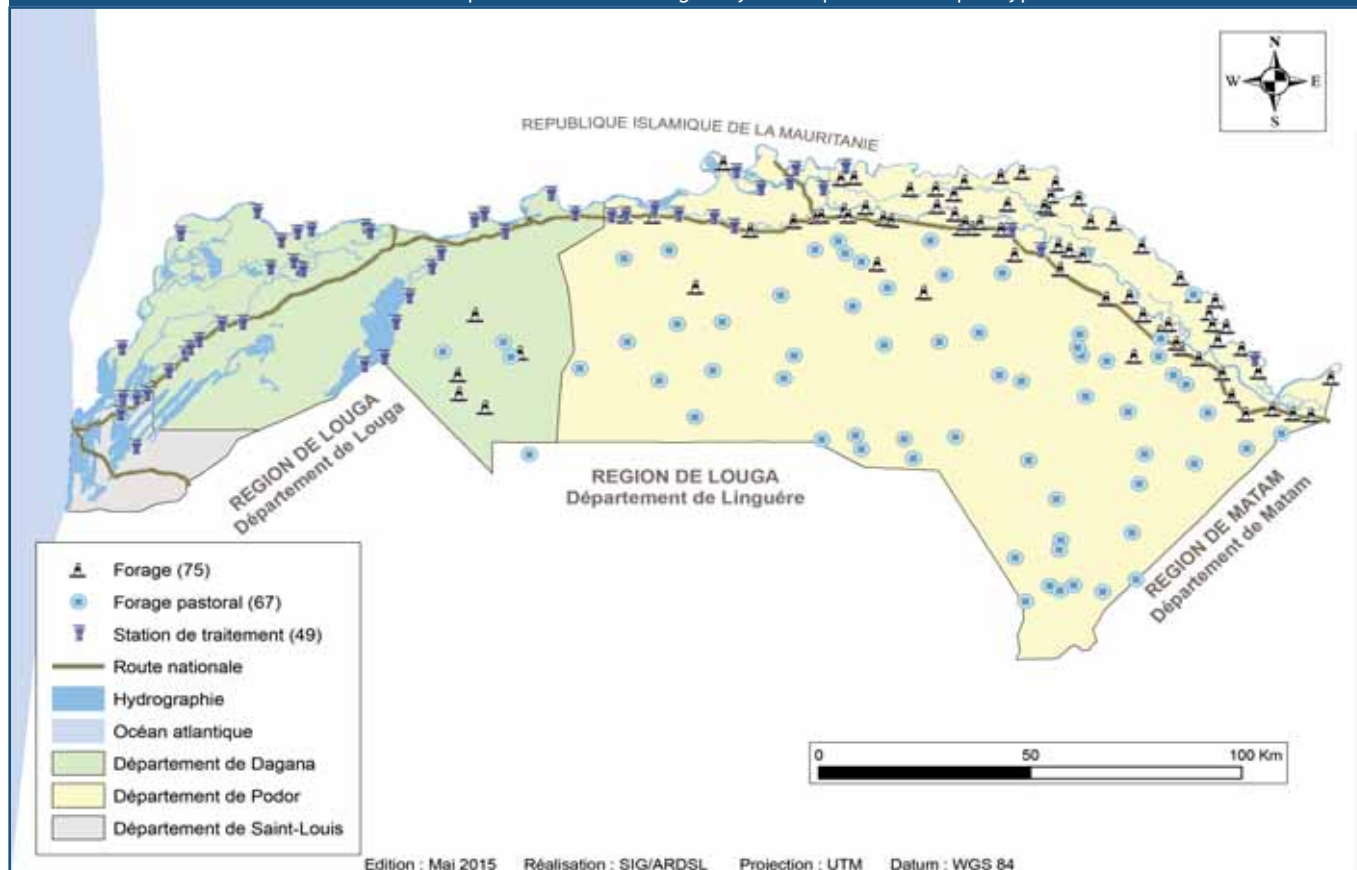 N
W E
S
REPUBLIQUE ISLAMIQUE DE LA MAURITANIE
REGION DE LOUGA
Département de Louga
REGION DE LOUGA
Département de Linguére
REGION DE MATAM
Département de Matam
Forage (75)
Forage pastoral (67)
Station de traitement (49)
Route nationale
Hydrographie
Océan atlantique
Département de Dagana
Département de Podor
Département de Saint-Louis
0 50 100 Km
Edition : Mai 2015 Réalisation : SIG/ARDSL Projection : UTM Datum : WGS 84